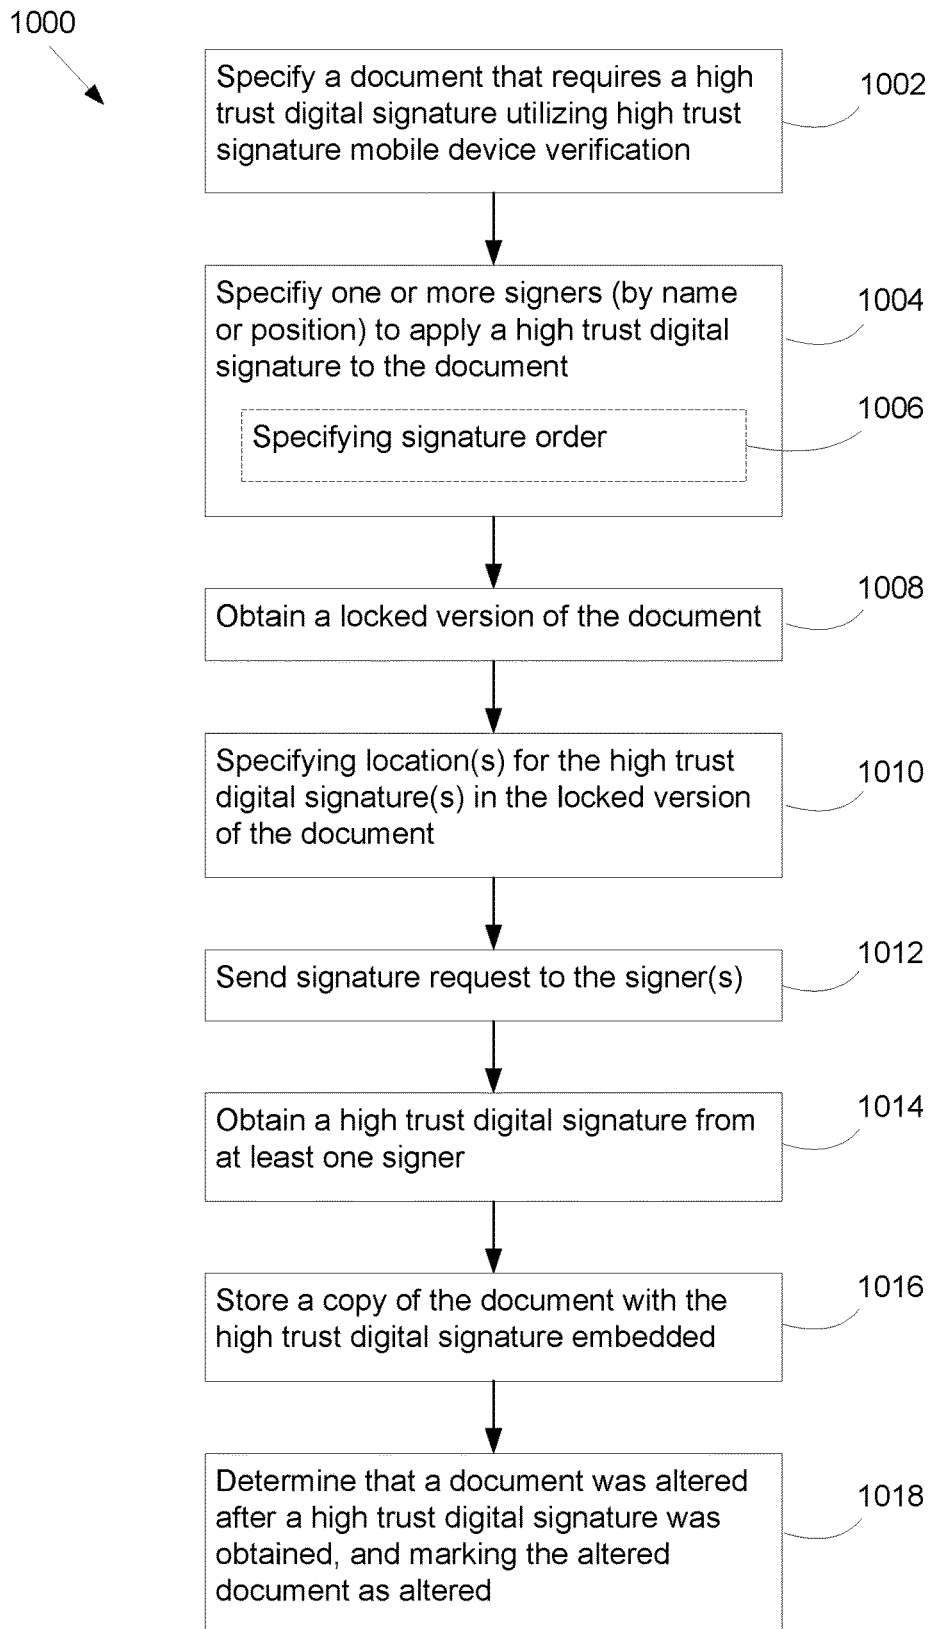 1000
Specify a document that requires a high
trust digital signature utilizing high trust
signature mobile device verification
1002
Specifiy one or more signers (by name
or position) to apply a high trust digital
signature to the document
1004
Specifying signature order
1006
Obtain a locked version of the document
1008
Specifying location(s) for the high trust
digital signature(s) in the locked version
of the document
1010
Send signature request to the signer(s)
1012
Obtain a high trust digital signature from
at least one signer
1014
Store a copy of the document with the
high trust digital signature embedded
1016
Determine that a document was altered
after a high trust digital signature was
obtained, and marking the altered
document as altered
1018